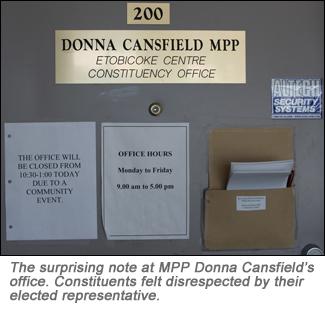 200
DONNA CANSFIELD MPP
ETOBICOKE CENTRE
CONSTITUENCY OFFICE
SECURITY
SYSTEMS
THE OFFICE WILL
BE CLOSED FROM
10:30-1:00 TODAY
DUE TO A
COMMUNITY
EVENT.
OFFICE HOURS
Monday to Friday
9.00 am to 5.00 pm
The surprising note at MPP Donna Cansfield's
office. Constituents felt disrespected by their
elected representative.